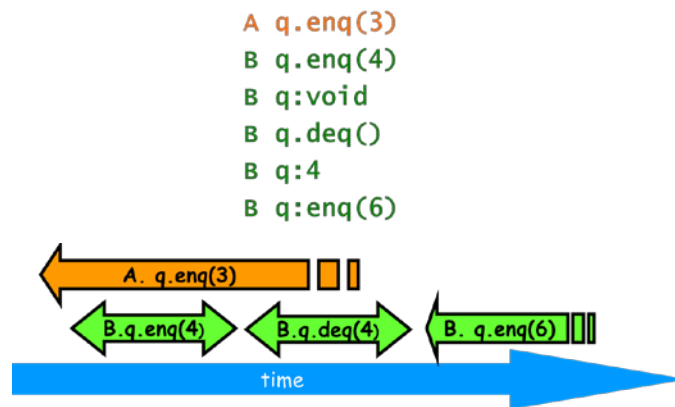 A q.enq(3)
B q.enq(4)
B q:void
B q.deq()
B q:4
B q:enq(6)
A. q.enq(3)
B.q.enq(4) B.q.deq(4) B. q.enq(6)
time